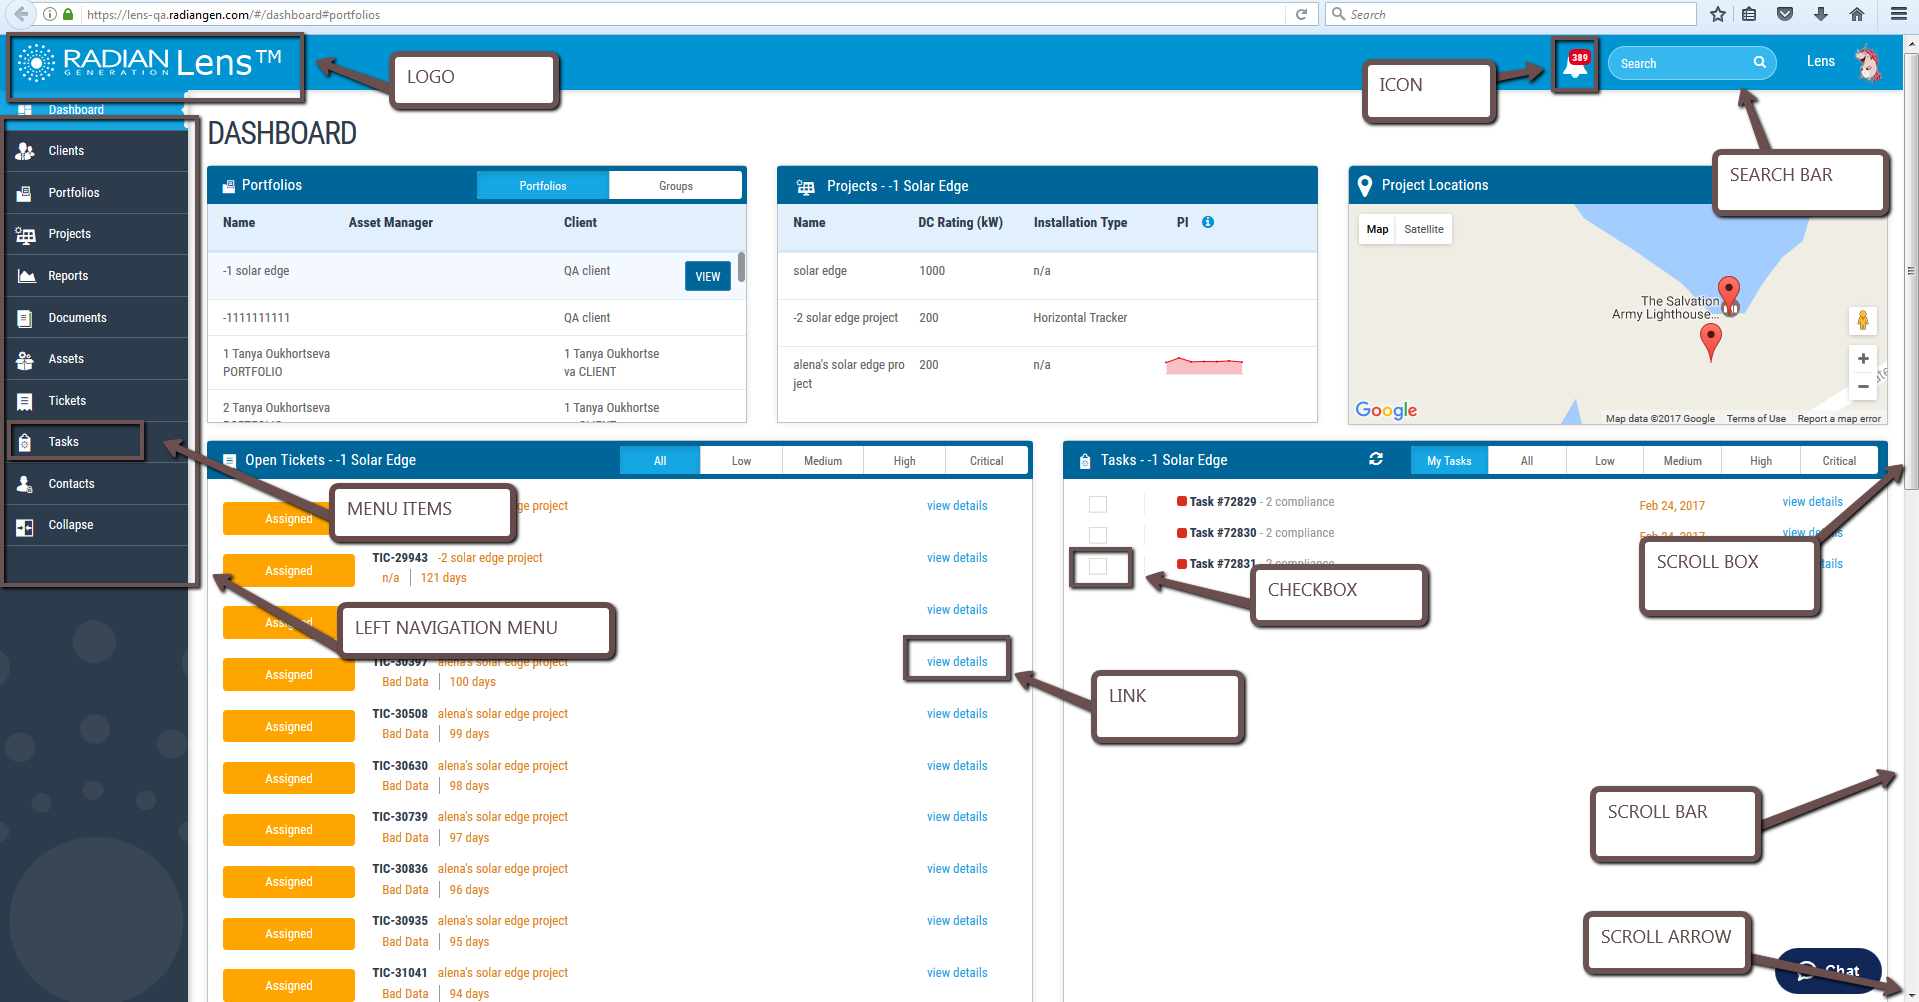 https://lens-qa.radiangen.com/#/dashboard#portfolios
Search
RADIAN
GENERATION
Lens™
LOGO
ICON
389
Search
Lens
SEARCH BAR
Dashboard
Clients
Portfolios
Projects
Reports
Documents
Assets
Tickets
Tasks
Contacts
Collapse
MENU ITEMS
LEFT NAVIGATION MENU
DASHBOARD
Portfolios
Portfolios Groups
Name Asset Manager Client
-1 solar edge QA client VIEW
-1111111111 QA client
1 Tanya Oukhortseva 1 Tanya Oukhortse
PORTFOLIO va CLIENT
2 Tanya Oukhortseva 1 Tanya Oukhortse
Projects - -1 Solar Edge
Name DC Rating (kW) Installation Type PI
solar edge 1000 n/a
-2 solar edge project 200 Horizontal Tracker
alena's solar edge pro 200 n/a
ject
Project Locations
Map Satellite
The Salvation
Army Lighthouse...
Google
Map data ©2017 Google Terms of Use Report a map error
Open Tickets - -1 Solar Edge
All Low Medium High Critical
Assigned ge project view details
Assigned TIC-29943 -2 solar edge project view details
n/a 121 days
view details
Assigned TIC-30397 alena's solar edge project view details
Bad Data 100 days
Assigned TIC-30508 alena's solar edge project view details
Bad Data 99 days
Assigned TIC-30630 alena's solar edge project view details
Bad Data 98 days
Assigned TIC-30739 alena's solar edge project view details
Bad Data 97 days
Assigned TIC-30836 alena's solar edge project view details
Bad Data 96 days
Assigned TIC-30935 alena's solar edge project view details
Bad Data 95 days
Assigned TIC-31041 alena's solar edge project view details
Bad Data 94 days
LINK
Tasks - -1 Solar Edge
My Tasks All Low Medium High Critical
Task #72829 - 2 compliance Feb 24, 2017 view details
Task #72830 - 2 compliance Feb 24, 2017
Task #72831 - 2 compliance
CHECKBOX
SCROLL BOX
SCROLL BAR
SCROLL ARROW
Chat